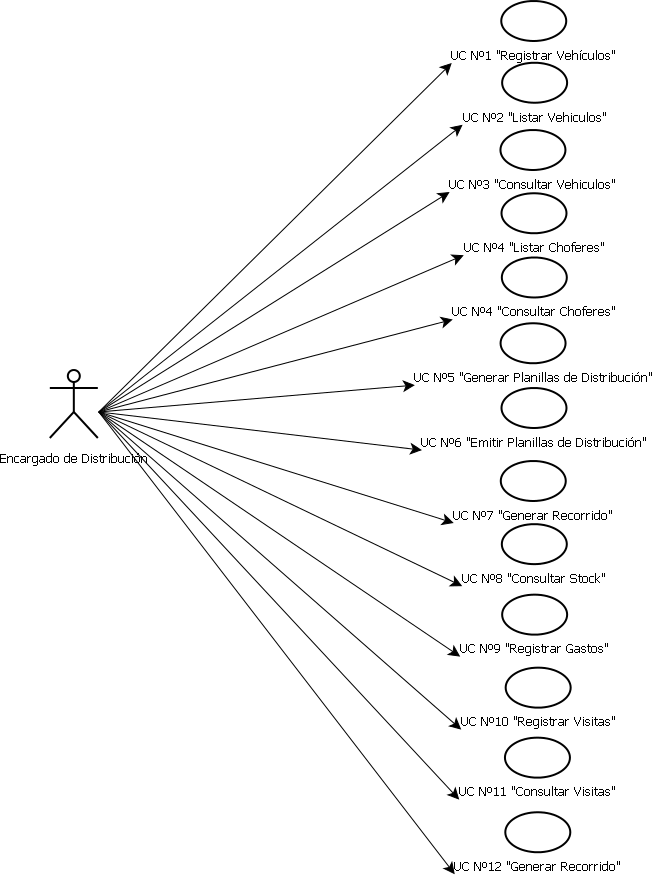 UC Nº1 "Registrar Vehículos"
UC Nº2 "Listar Vehiculos"
UC Nº3 "Consultar Vehiculos"
UC Nº4 "Listar Choferes"
UC Nº4 "Consultar Choferes"
UC Nº5 "Generar Planillas de Distribución"
UC Nº6 "Emitir Planillas de Distribución"
Encargado de Distribución
UC Nº7 "Generar Recorrido"
UC Nº8 "Consultar Stock"
UC Nº9 "Registrar Gastos"
UC Nº10 "Registrar Visitas"
UC Nº11 "Consultar Visitas"
UC Nº12 "Generar Recorrido"